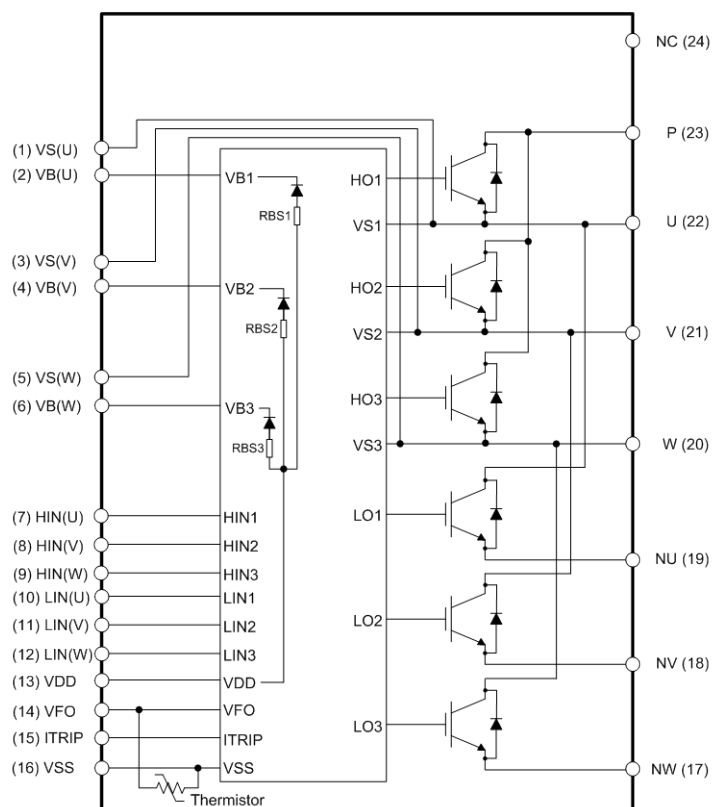 NC (24)
P (23)
(1) VS(U)
(2) VB(U)
VB1
HO1
RBS1
VS1
U (22)
(3) VS(V)
(4) VB(V)
VB2
HO2
RBS2
VS2
V (21)
(5) VS(W)
(6) VB(W)
VB3
HO3
RBS3
VS3
W (20)
(7) HIN(U)
HIN1
LO1
(8) HIN(V)
HIN2
NU (19)
(9) HIN(W)
HIN3
(10) LIN(U)
LIN1
(11) LIN(V)
LIN2
LO2
(12) LIN(W)
LIN3
NV (18)
(13) VDD
VDD
(14) VFO
VFO
LO3
(15) ITRIP
ITRIP
(16) VSS
VSS
NW (17)
Thermistor